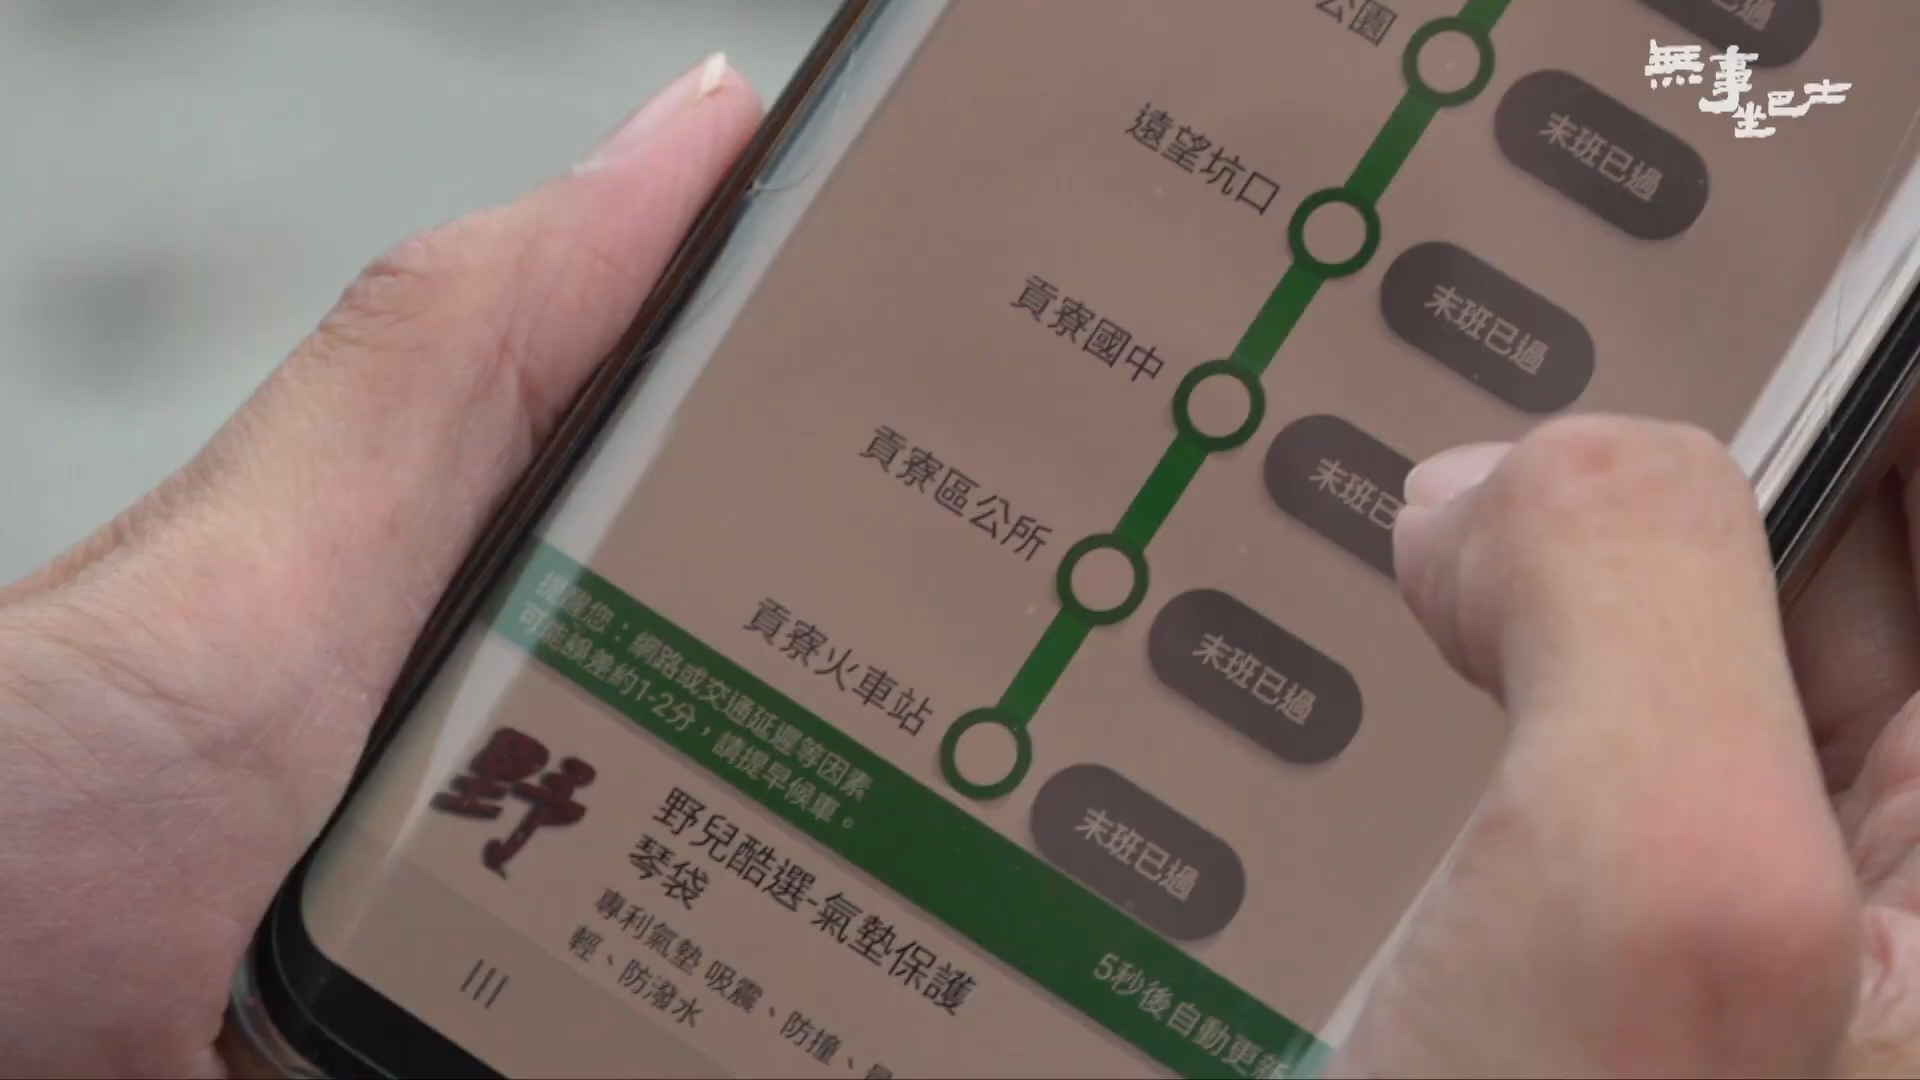 無事坐巴士
公園
末班已過
遠望坑口
末班已過
貢寮國中
末班已
貢寮區公所
末班已過
貢寮火車站
末班已過
提醒您：網路或交通延遲等因素
可能誤差約1-2分，請提早候車。
5秒後自動更新
野
野兒酷選-氣墊保護
琴袋
專利氣墊 吸震、防撞、
輕、防潑水